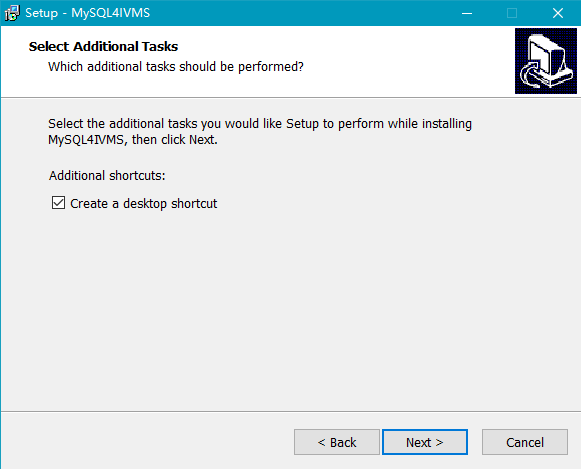 Setup - MySQL4IVMS
Select Additional Tasks
Which additional tasks should be performed?
Select the additional tasks you would like Setup to perform while installing
MySQL4IVMS, then click Next.
Additional shortcuts:
Create a desktop shortcut
< Back
Next >
Cancel